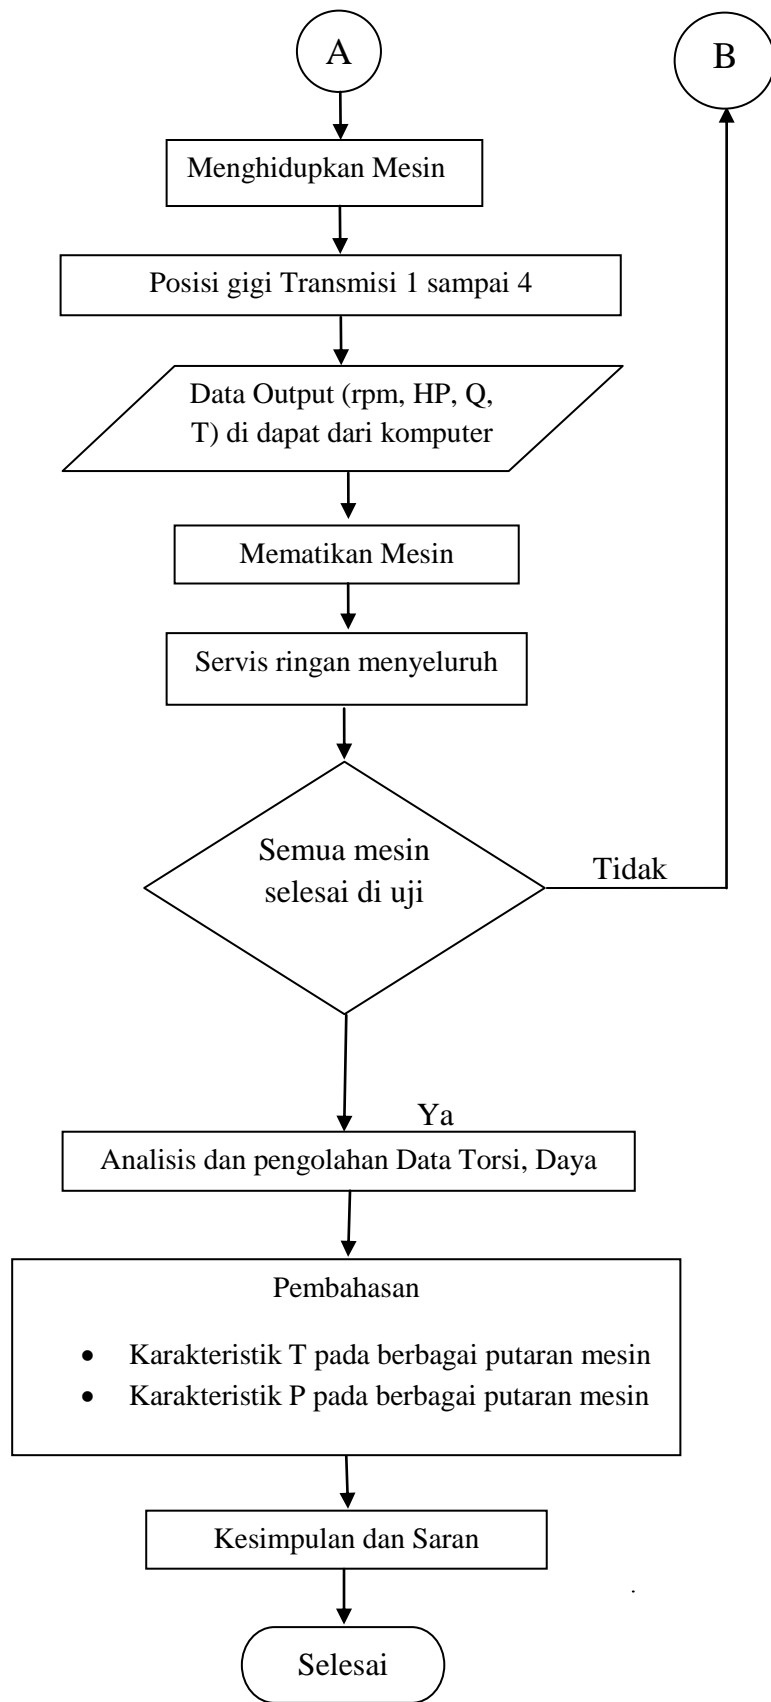 A
B
Menghidupkan Mesin
Posisi gigi Transmisi 1 sampai 4
Data Output (rpm, HP, Q,
T) di dapat dari komputer
Mematikan Mesin
Servis ringan menyeluruh
Semua mesin
selesai di uji
Tidak
Ya
Analisis dan pengolahan Data Torsi, Daya
Pembahasan
• Karakteristik T pada berbagai putaran mesin
• Karakteristik P pada berbagai putaran mesin
Kesimpulan dan Saran
.
Selesai